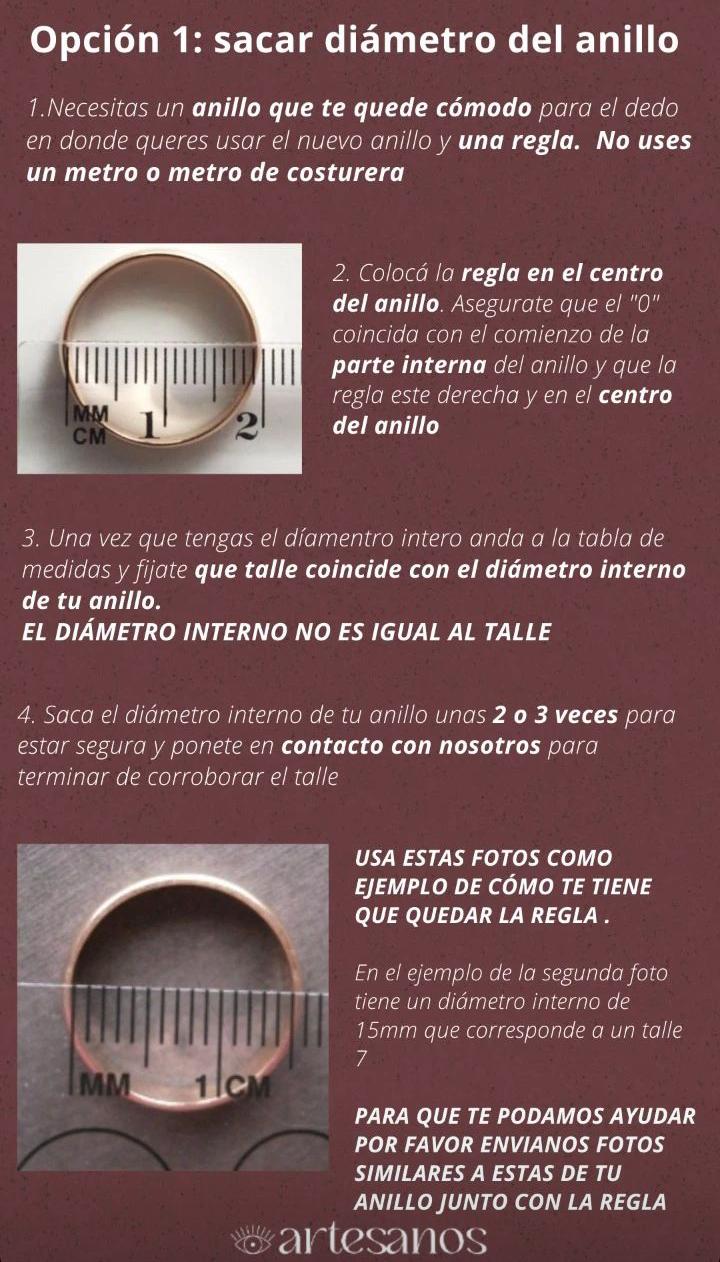 Opción 1: sacar diámetro del anillo
1.Necesitas un anillo que te quede cómodo para el dedo
en donde queres usar el nuevo anillo y una regla. No uses
un metro o metro de costurera
MM
CM
1
2
2. Colocá la regla en el centro
del anillo. Asegurate que el "0"
coincida con el comienzo de la
parte interna del anillo y que la
regla este derecha y en el centro
del anillo
3. Una vez que tengas el díamentro intero anda a la tabla de
medidas y fijate que talle coincide con el diámetro interno
de tu anillo.
EL DIÁMETRO INTERNO NO ES IGUAL AL TALLE
4. Saca el diámetro interno de tu anillo unas 2 o 3 veces para
estar segura y ponete en contacto con nosotros para
terminar de corroborar el talle
MM 1 CM
USA ESTAS FOTOS COMO
EJEMPLO DE CÓMO TE TIENE
QUE QUEDAR LA REGLA .
En el ejemplo de la segunda foto
tiene un diámetro interno de
15mm que corresponde a un talle
7
PARA QUE TE PODAMOS AYUDAR
POR FAVOR ENVIANOS FOTOS
SIMILARES A ESTAS DE TU
ANILLO JUNTO CON LA REGLA
artesanos